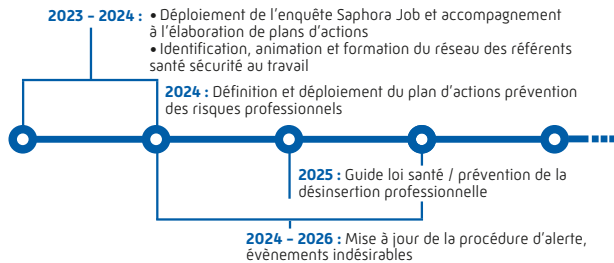 2023 – 2024 : • Déploiement de l'enquête Saphora Job et accompagnement
à l'élaboration de plans d'actions
• Identification, animation et formation du réseau des référents
santé sécurité au travail
2024 : Définition et déploiement du plan d'actions prévention
des risques professionnels
2025 : Guide loi santé / prévention de la
désinsertion professionnelle
2024 – 2026 : Mise à jour de la procédure d'alerte,
évènements indésirables